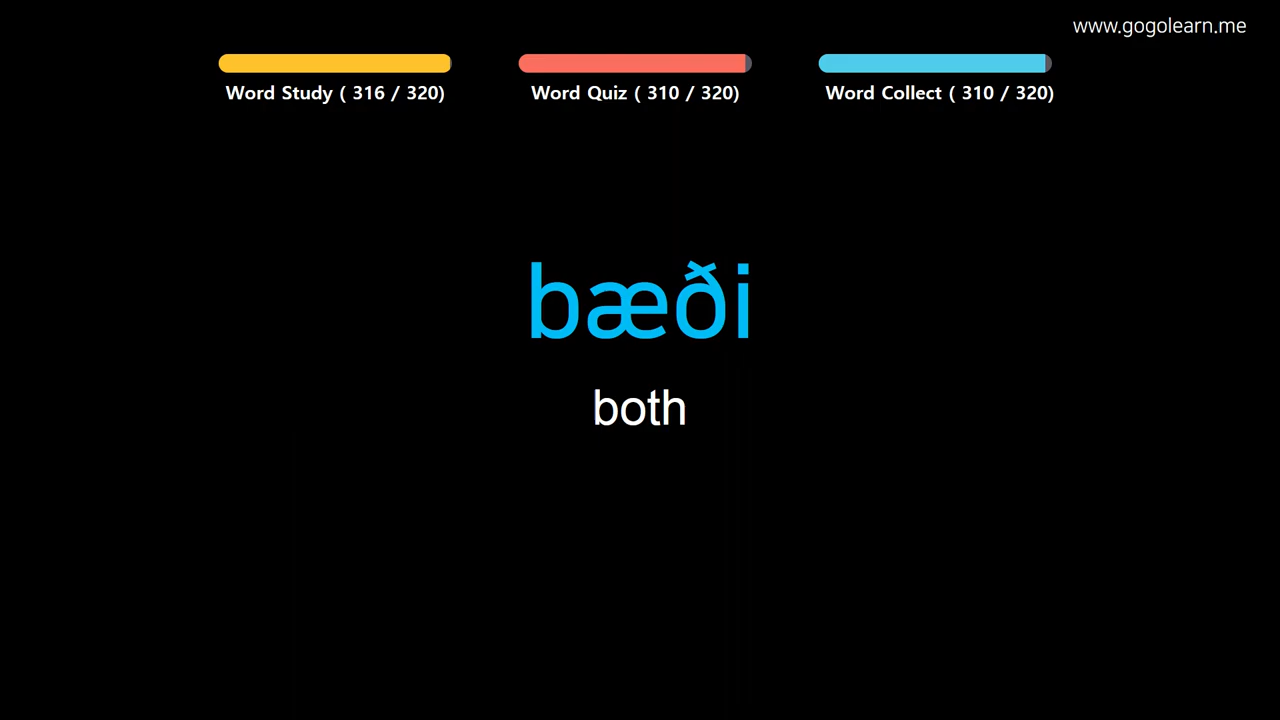 www.gogolearn.me
Word Study ( 316 / 320)
Word Quiz ( 310 / 320)
Word Collect ( 310 / 320)
bæði
both